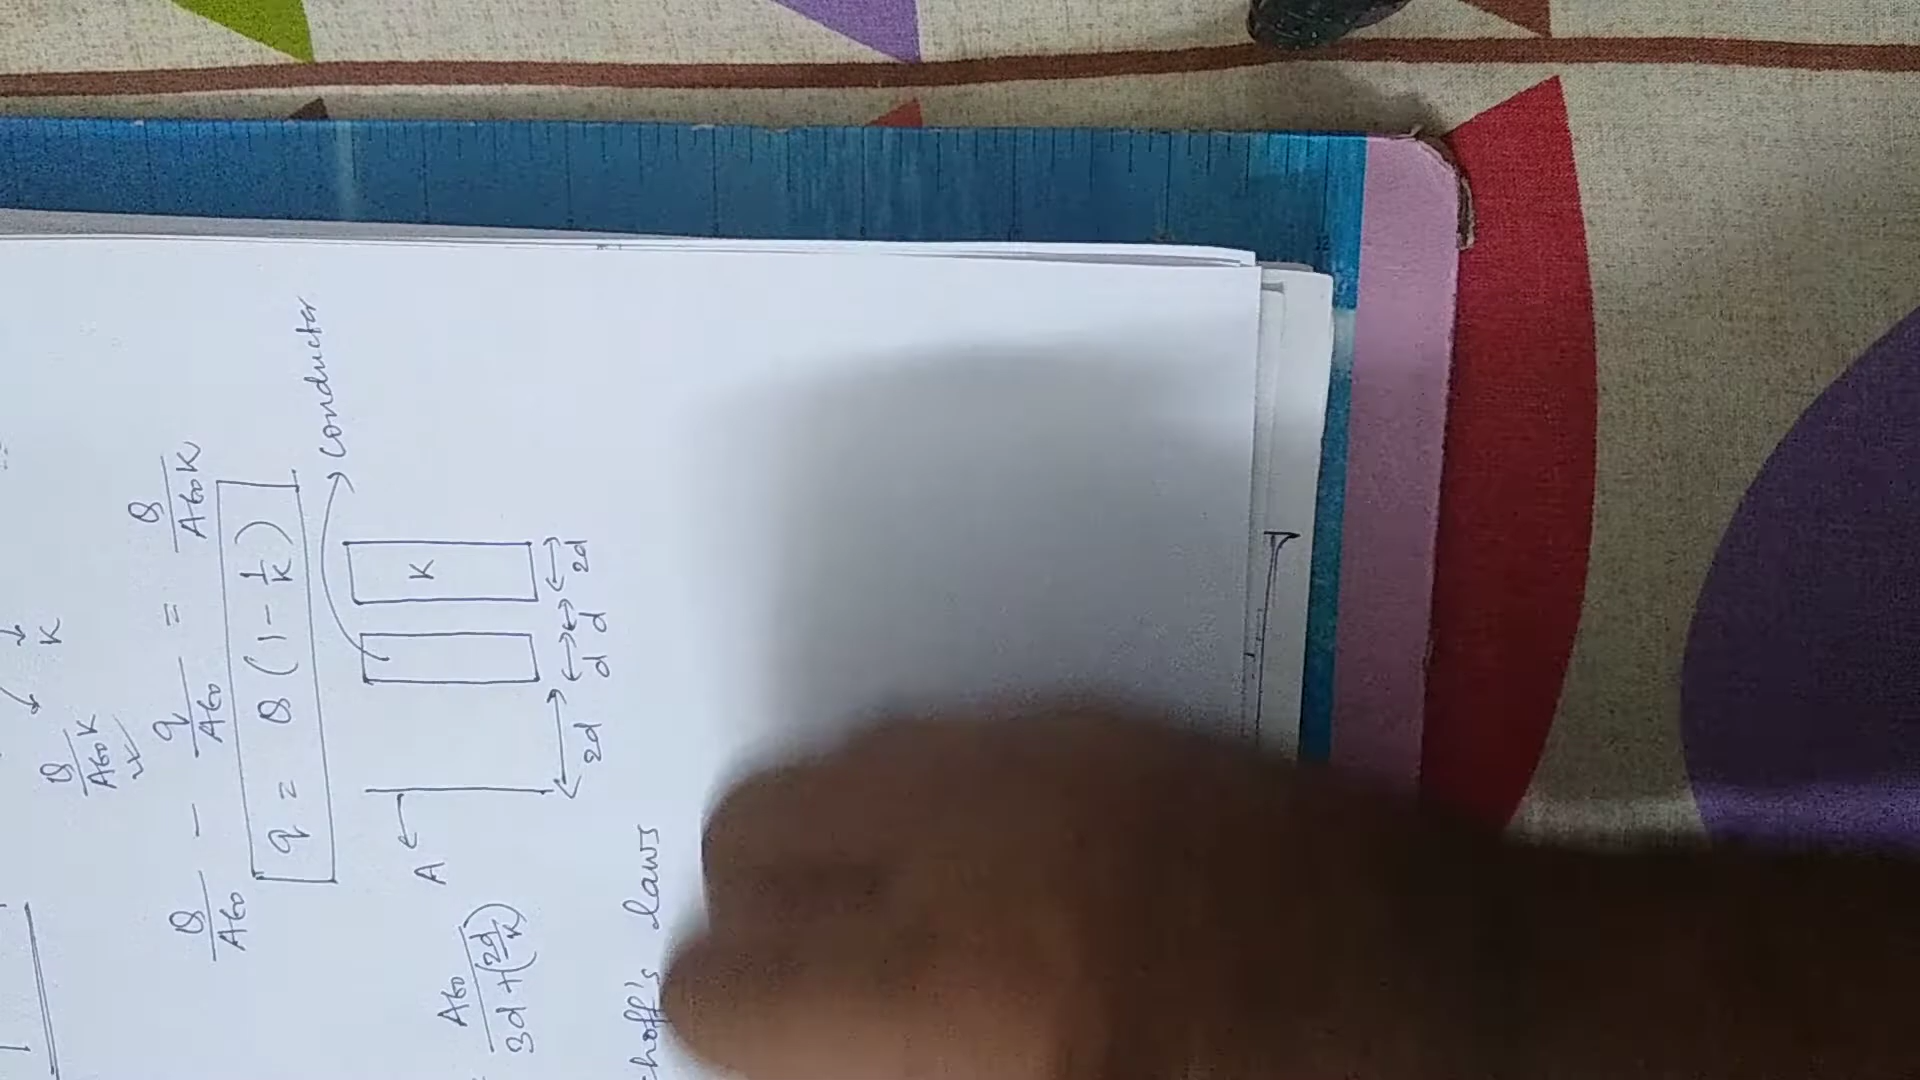 K
Q/(Aε₀K)
Q/(Aε₀) - q/(Aε₀) = Q/(Aε₀K)
q = Q (1 - 1/K)
Conductor
A
K
2d d d 2d
Aε₀/(3d + (2d/K))
hoff's laws